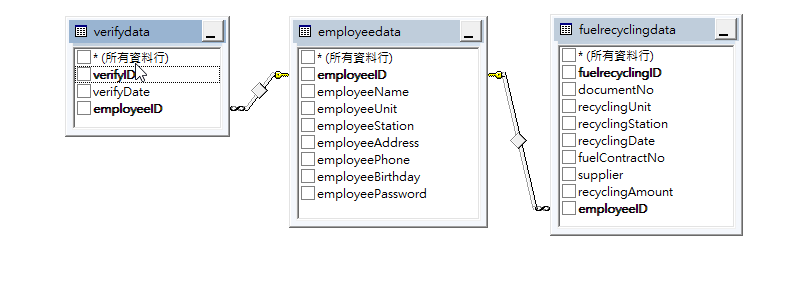 verifydata
* (所有資料行)
verifyID
verifyDate
employeeID
employeedata
* (所有資料行)
employeeID
employeeName
employeeUnit
employeeStation
employeeAddress
employeePhone
employeeBirthday
employeePassword
fuelrecyclingdata
* (所有資料行)
fuelrecyclingID
documentNo
recyclingUnit
recyclingStation
recyclingDate
fuelContractNo
supplier
recyclingAmount
employeeID